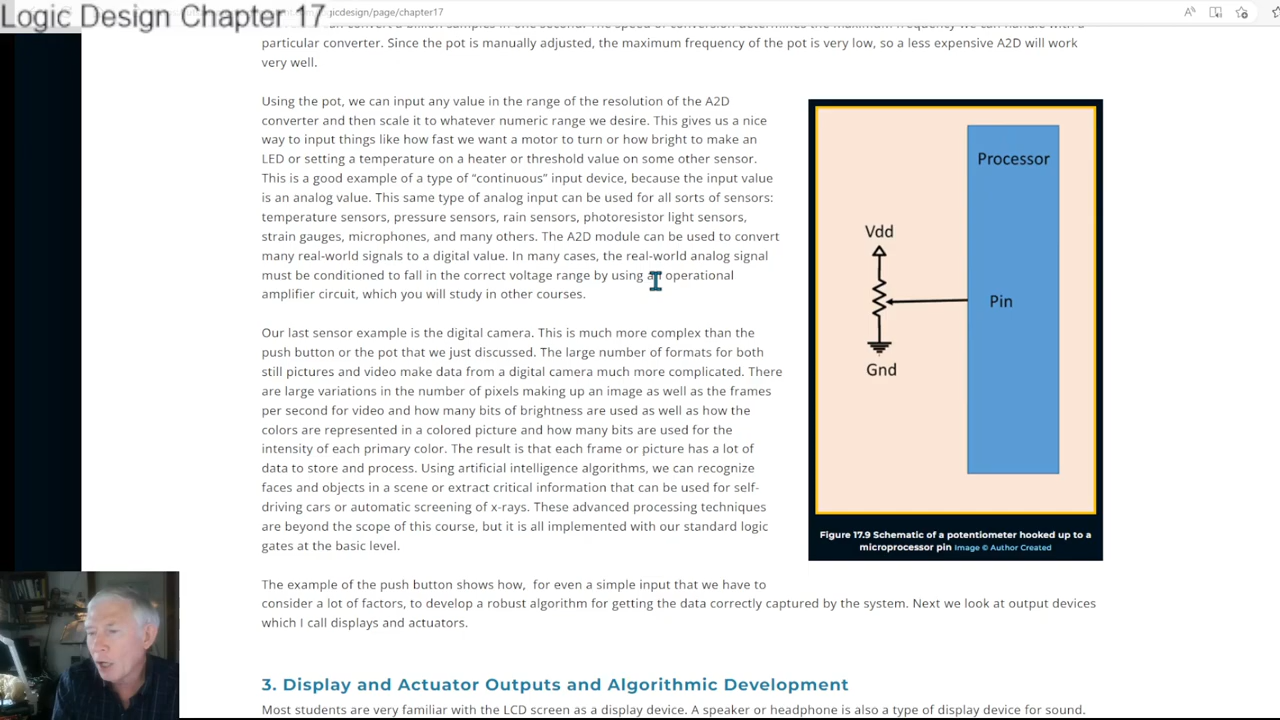 Logic Design Chapter 17
icdesign/page/chapter17
particular converter. Since the pot is manually adjusted, the maximum frequency of the pot is very low, so a less expensive A2D will work
very well.
Using the pot, we can input any value in the range of the resolution of the A2D
converter and then scale it to whatever numeric range we desire. This gives us a nice
way to input things like how fast we want a motor to turn or how bright to make an
LED or setting a temperature on a heater or threshold value on some other sensor.
This is a good example of a type of “continuous” input device, because the input value
is an analog value. This same type of analog input can be used for all sorts of sensors:
temperature sensors, pressure sensors, rain sensors, photoresistor light sensors,
strain gauges, microphones, and many others. The A2D module can be used to convert
many real-world signals to a digital value. In many cases, the real-world analog signal
must be conditioned to fall in the correct voltage range by using an operational
amplifier circuit, which you will study in other courses.
Our last sensor example is the digital camera. This is much more complex than the
push button or the pot that we just discussed. The large number of formats for both
still pictures and video make data from a digital camera much more complicated. There
are large variations in the number of pixels making up an image as well as the frames
per second for video and how many bits of brightness are used as well as how the
colors are represented in a colored picture and how many bits are used for the
intensity of each primary color. The result is that each frame or picture has a lot of
data to store and process. Using artificial intelligence algorithms, we can recognize
faces and objects in a scene or extract critical information that can be used for self-
driving cars or automatic screening of x-rays. These advanced processing techniques
are beyond the scope of this course, but it is all implemented with our standard logic
gates at the basic level.
Processor
Vdd
Pin
Gnd
Figure 17.9 Schematic of a potentiometer hooked up to a
microprocessor pin Image © Author Created
The example of the push button shows how, for even a simple input that we have to
consider a lot of factors, to develop a robust algorithm for getting the data correctly captured by the system. Next we look at output devices
which I call displays and actuators.
3. Display and Actuator Outputs and Algorithmic Development
Most students are very familiar with the LCD screen as a display device. A speaker or headphone is also a type of display device for sound.